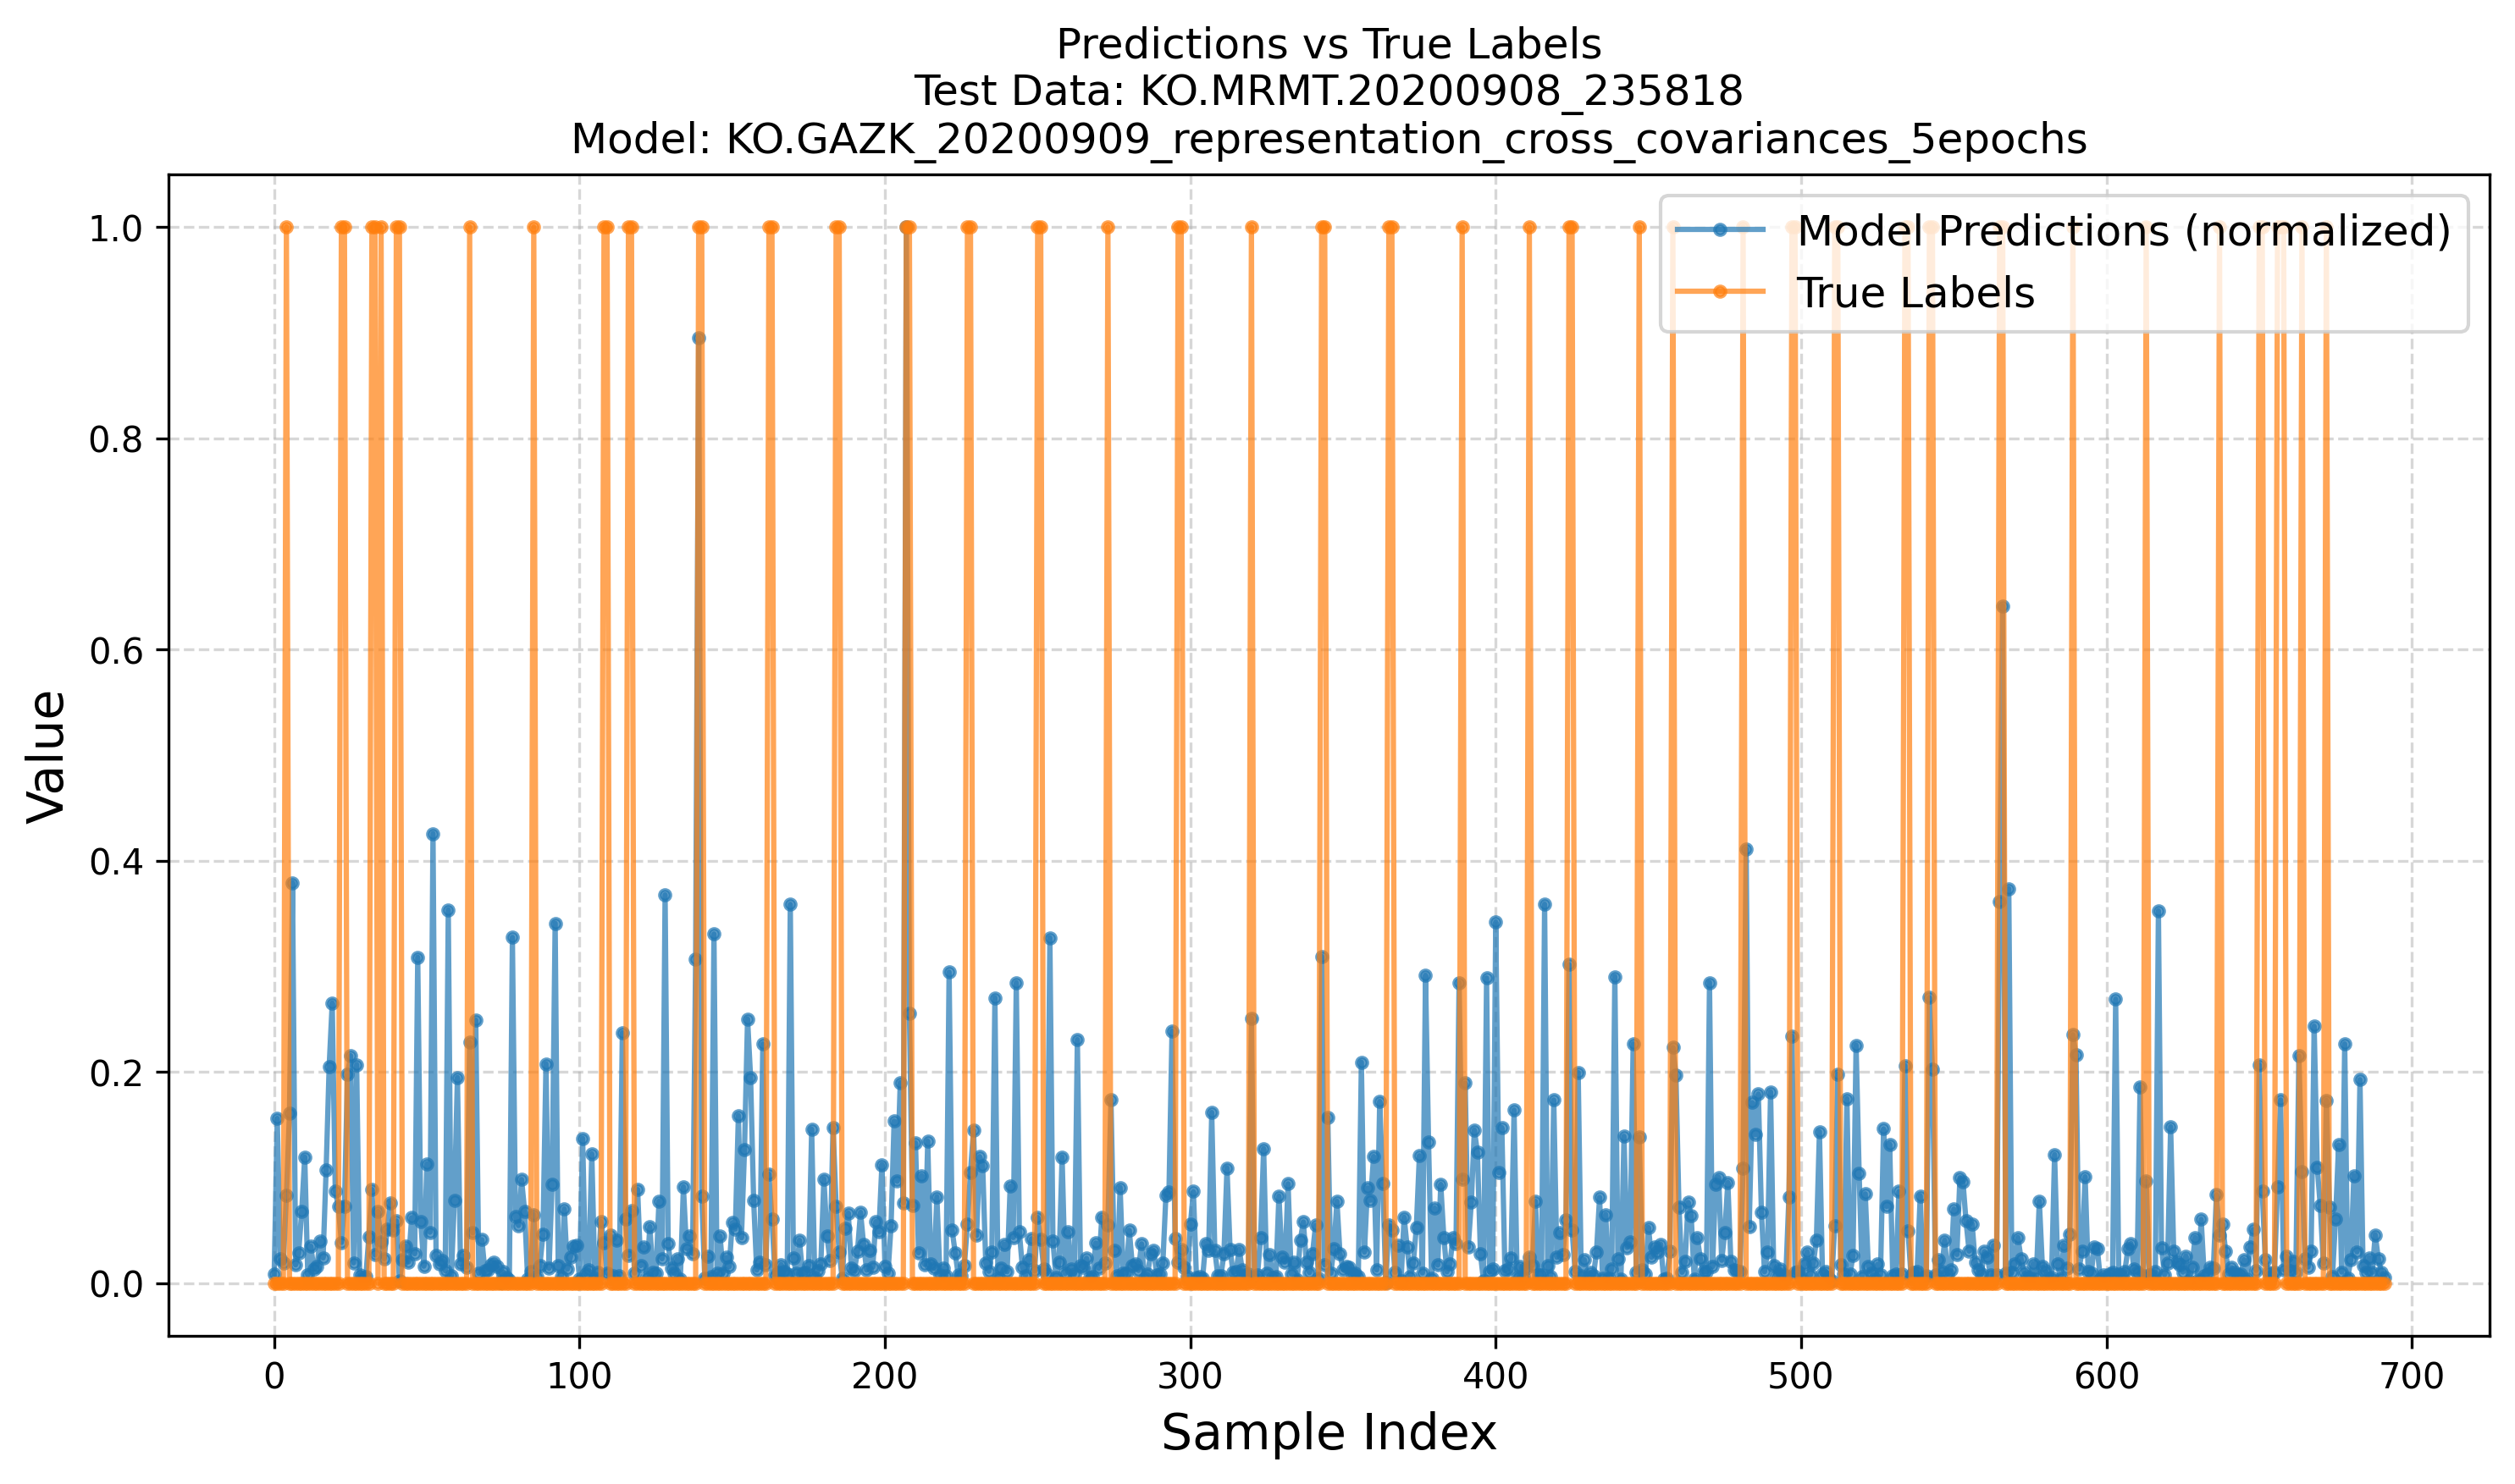 Predictions vs True Labels
Test Data: KO.MRMT.20200908_235818
Model: KO.GAZK_20200909_representation_cross_covariances_5epochs
Model Predictions (normalized)
True Labels
1.0
0.8
0.6
0.4
0.2
0.0
Value
0 100 200 300 400 500 600 700
Sample Index